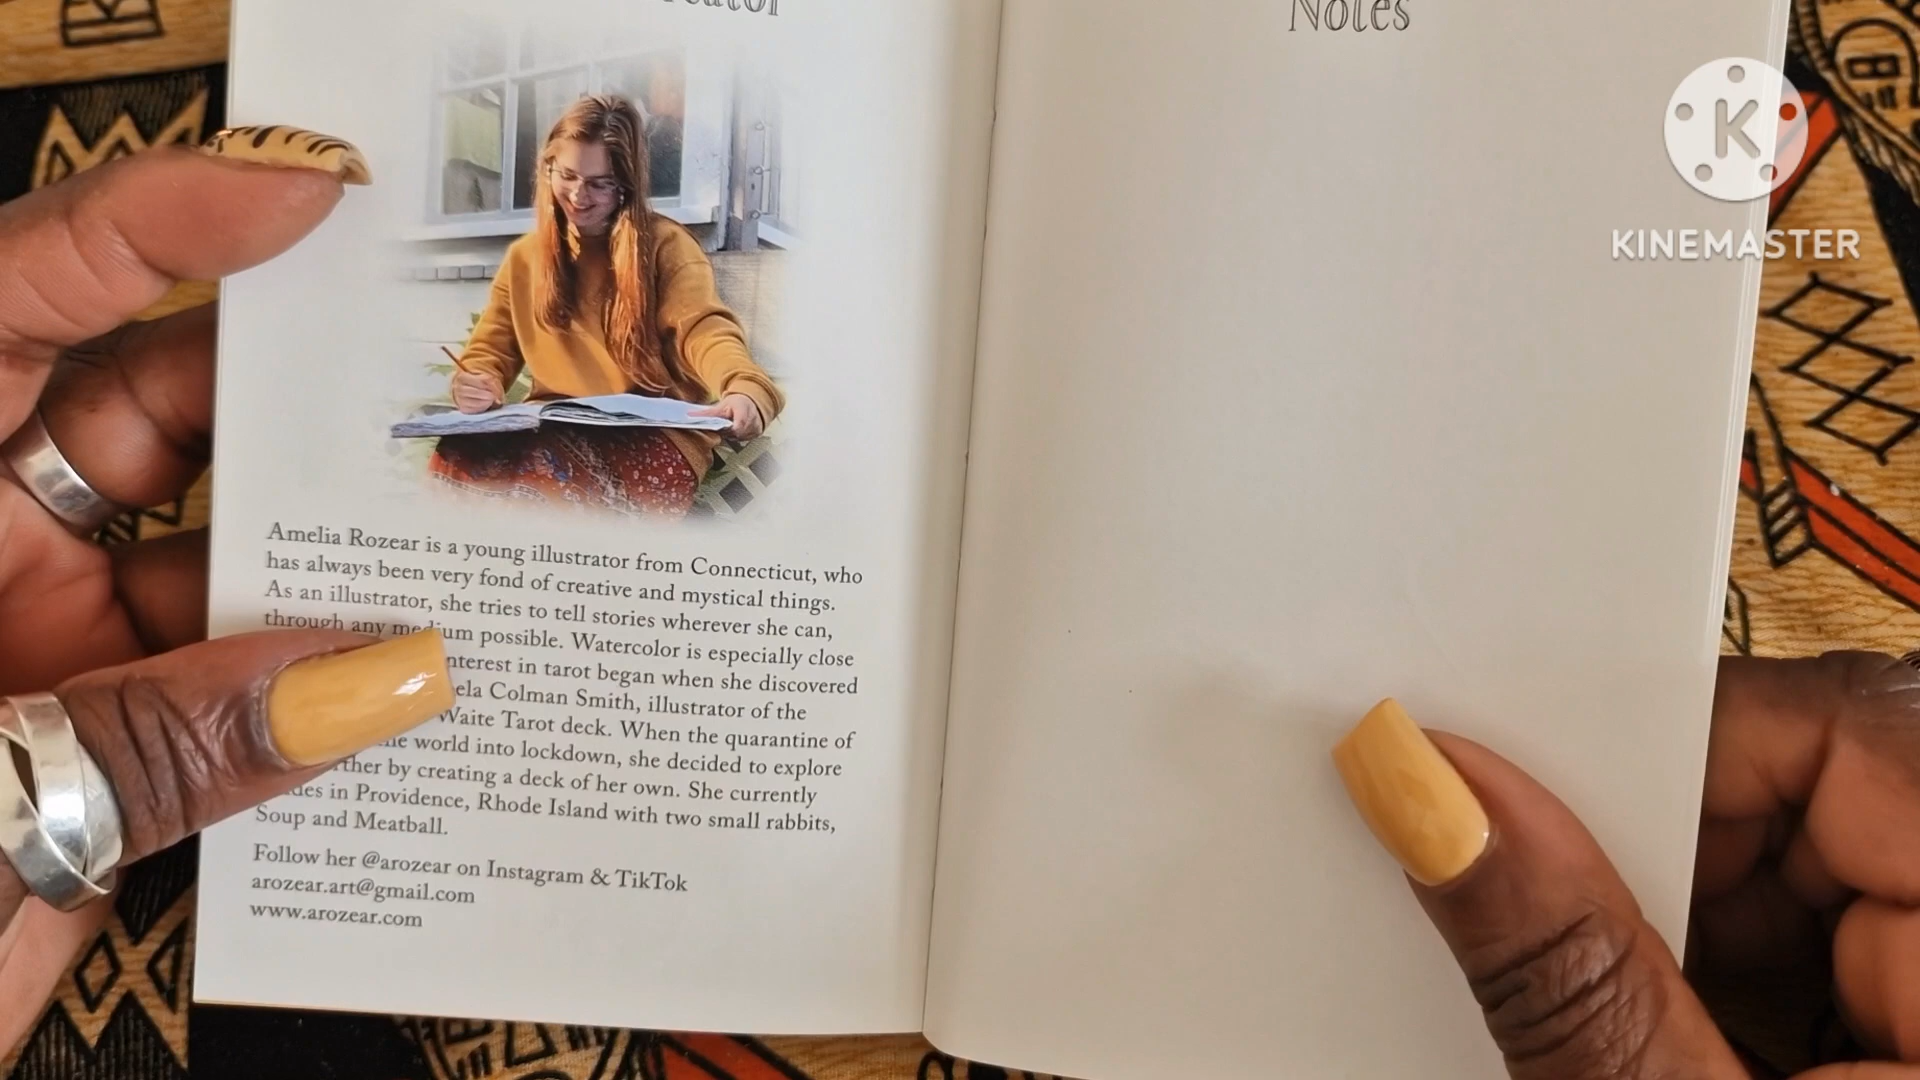 Notes
K
KINEMASTER
Amelia Rozear is a young illustrator from Connecticut, who
has always been very fond of creative and mystical things.
As an illustrator, she tries to tell stories wherever she can,
through any medium possible. Watercolor is especially close
interest in tarot began when she discovered
Colman Smith, illustrator of the
Waite Tarot deck. When the quarantine of
world into lockdown, she decided to explore
by creating a deck of her own. She currently
in Providence, Rhode Island with two small rabbits,
Soup and Meatball.
Follow her @arozear on Instagram & TikTok
arozear.art@gmail.com
www.arozear.com